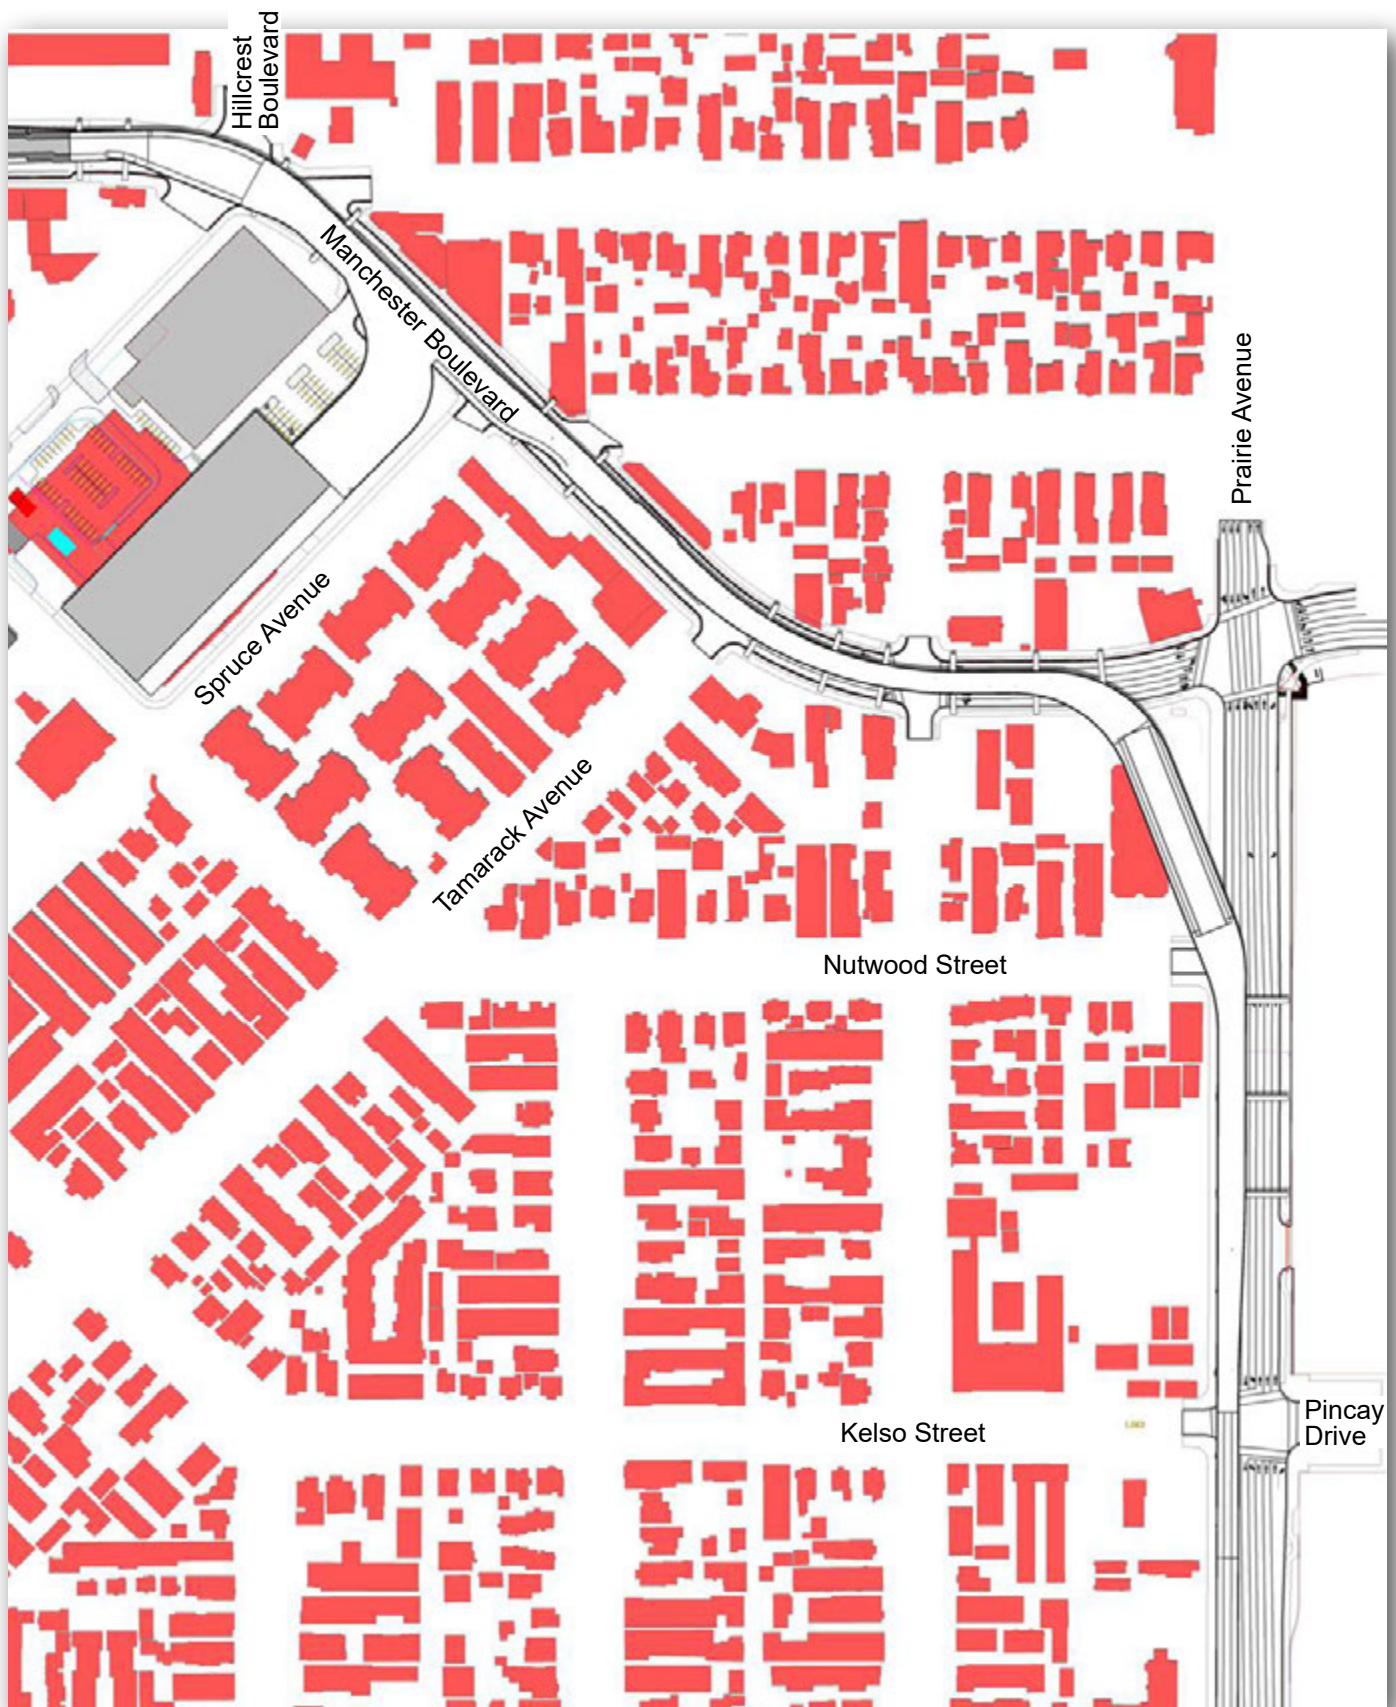 Hillcrest
Boulevard
Manchester Boulevard
Prairie Avenue
Spruce Avenue
Tamarack Avenue
Nutwood Street
Pincay
Drive
Kelso Street